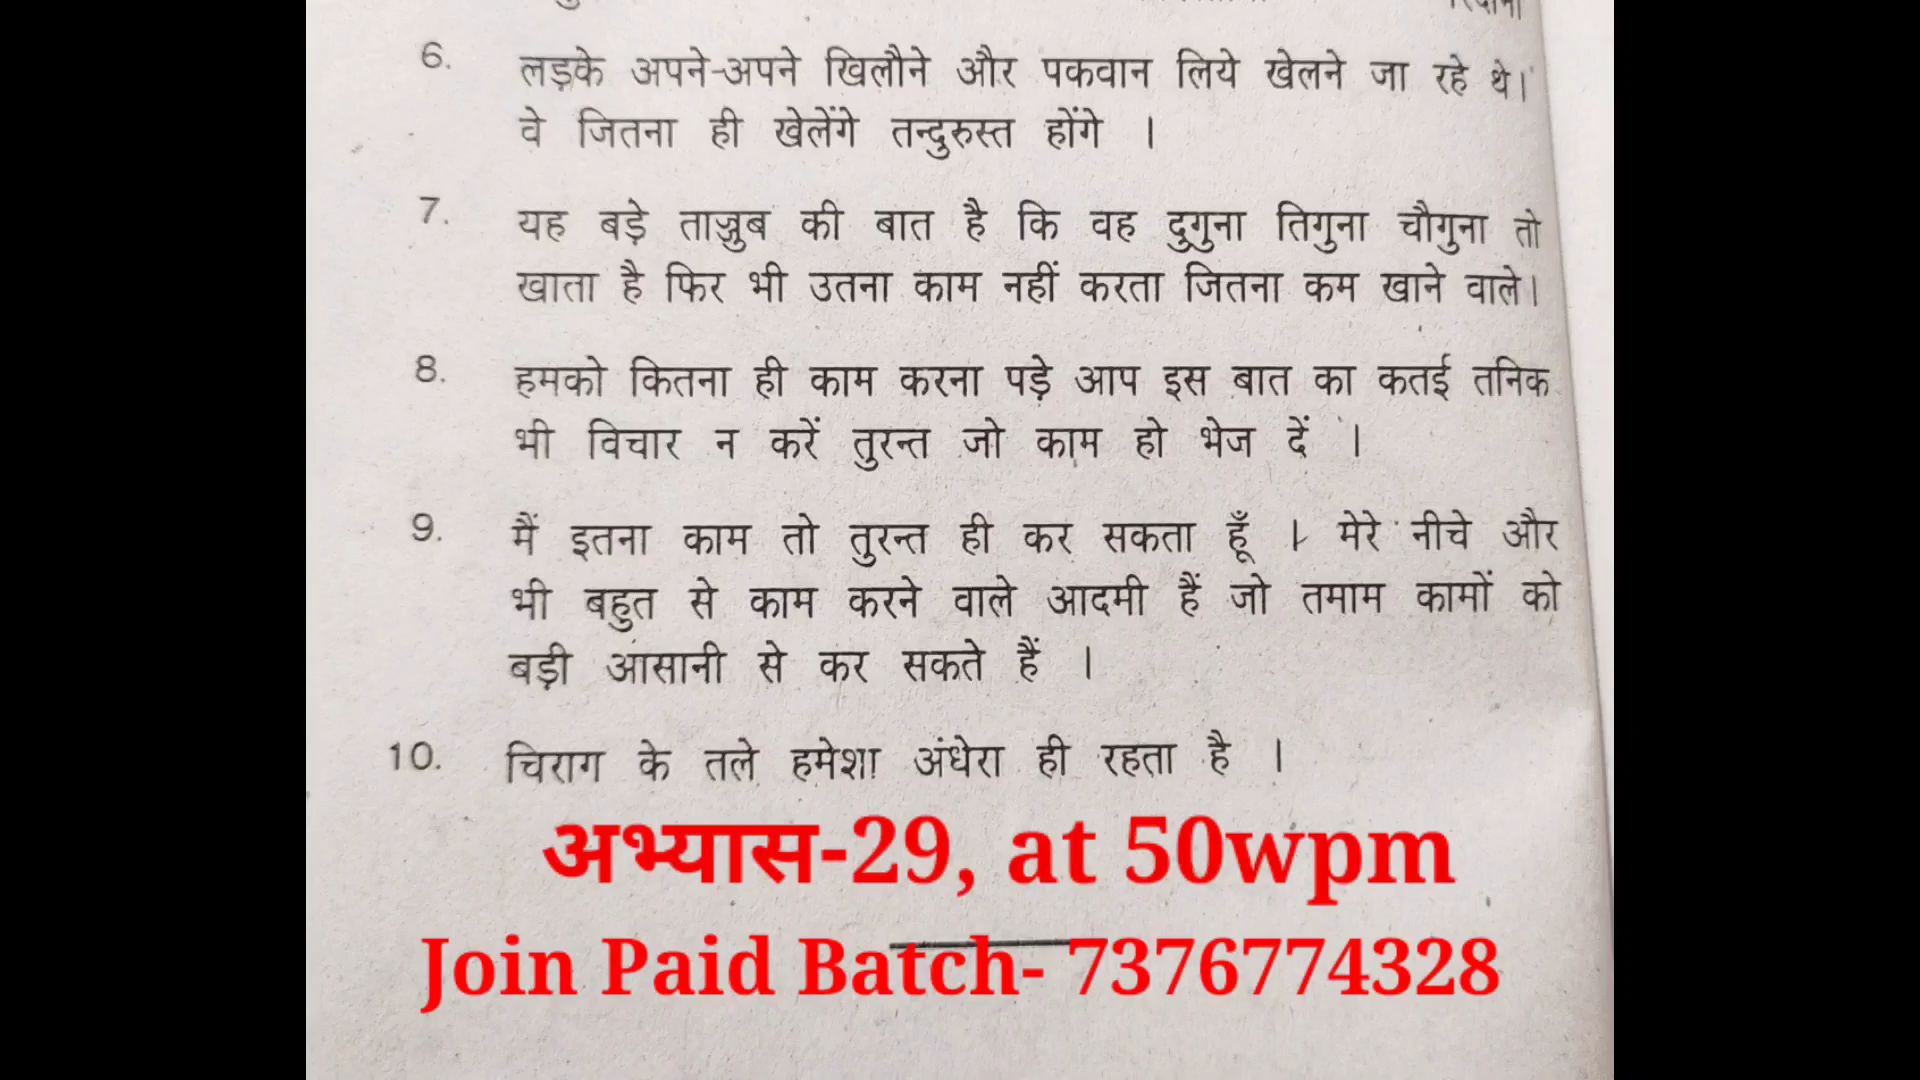 6. लड़के अपने-अपने खिलौने और पकवान लिये खेलने जा रहे थे।
वे जितना ही खेलेंगे तन्दुरुस्त होंगे ।
7. यह बड़े ताज्जुब की बात है कि वह दुगुना तिगुना चौगुना तो
खाता है फिर भी उतना काम नहीं करता जितना कम खाने वाले।
8. हमको कितना ही काम करना पड़े आप इस बात का कतई तनिक
भी विचार न करें तुरन्त जो काम हो भेज दें ।
9. मैं इतना काम तो तुरन्त ही कर सकता हूँ । मेरे नीचे और
भी बहुत से काम करने वाले आदमी हैं जो तमाम कामों को
बड़ी आसानी से कर सकते हैं ।
10. चिराग के तले हमेशा अंधेरा ही रहता है ।
अभ्यास-29, at 50wpm
Join Paid Batch- 7376774328